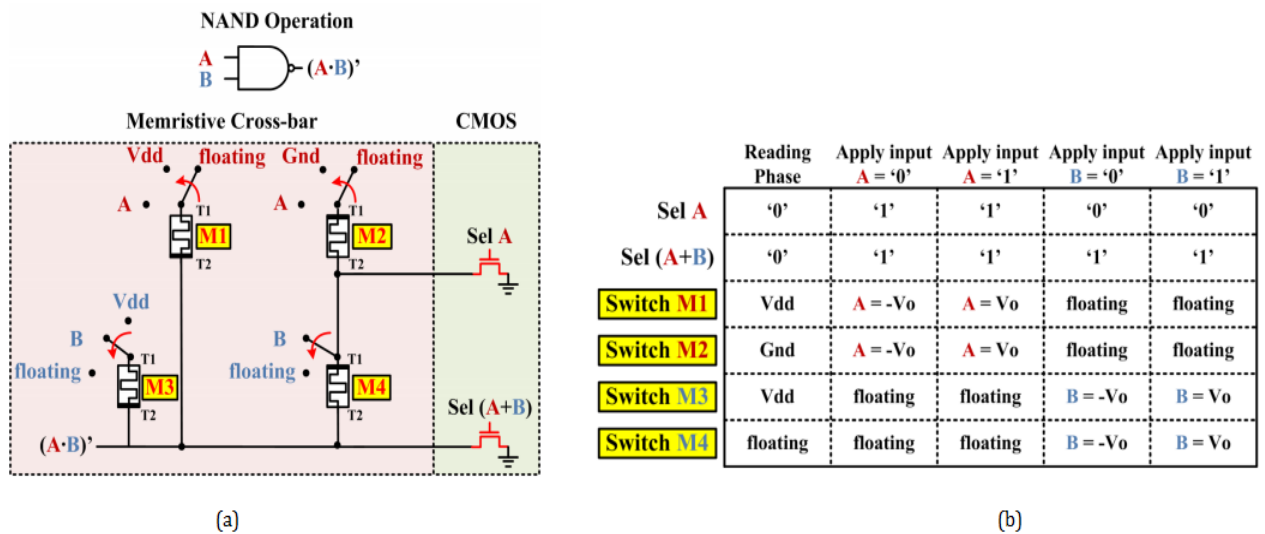 NAND Operation
A
B
(A·B)’
Memristive Cross-bar
CMOS
Vdd
floating
Gnd
floating
A
T1
M1
T2
A
T1
M2
T2
Sel A
Vdd
B
T1
floating
M3
T2
B
T1
floating
M4
T2
Sel (A+B)
(A·B)’
(a)
Reading Phase	Apply input A = ‘0’	Apply input A = ‘1’	Apply input B = ‘0’	Apply input B = ‘1’
Sel A	‘0’	‘1’	‘1’	‘0’	‘0’
Sel (A+B)	‘0’	‘1’	‘1’	‘1’	‘1’
Switch M1	Vdd	A = -Vo	A = Vo	floating	floating
Switch M2	Gnd	A = -Vo	A = Vo	floating	floating
Switch M3	Vdd	floating	floating	B = -Vo	B = Vo
Switch M4	floating	floating	floating	B = -Vo	B = Vo
(b)